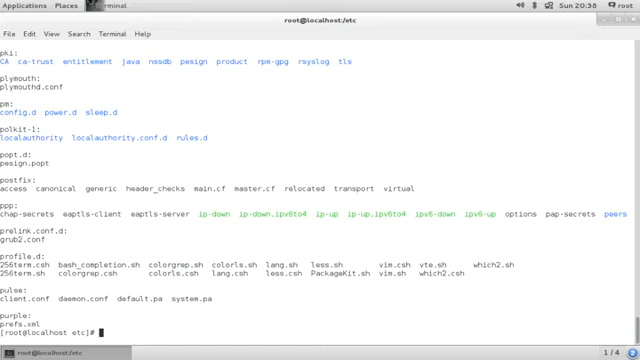 Applications Places Terminal Sun 20:38 root
root@localhost:/etc
File Edit View Search Terminal Help
pki:
CA ca-trust entitlement java nssdb pesign product rpm-gpg rsyslog tls
plymouth:
plymouthd.conf
pm:
config.d power.d sleep.d
polkit-1:
localauthority localauthority.conf.d rules.d
popt.d:
pesign.popt
postfix:
access canonical generic header_checks main.cf master.cf relocated transport virtual
ppp:
chap-secrets eaptls-client eaptls-server ip-down ip-down.ipv6to4 ip-up ip-up.ipv6to4 ipv6-down ipv6-up options pap-secrets peers
prelink.conf.d:
grub2.conf
profile.d:
256term.csh bash_completion.sh colorgrep.sh colorls.sh lang.sh less.sh vim.csh vte.sh which2.sh
256term.sh colorgrep.csh colorls.csh lang.csh less.csh PackageKit.sh vim.sh which2.csh
pulse:
client.conf daemon.conf default.pa system.pa
purple:
prefs.xml
[root@localhost etc]#
root@localhost:/etc 1 / 4